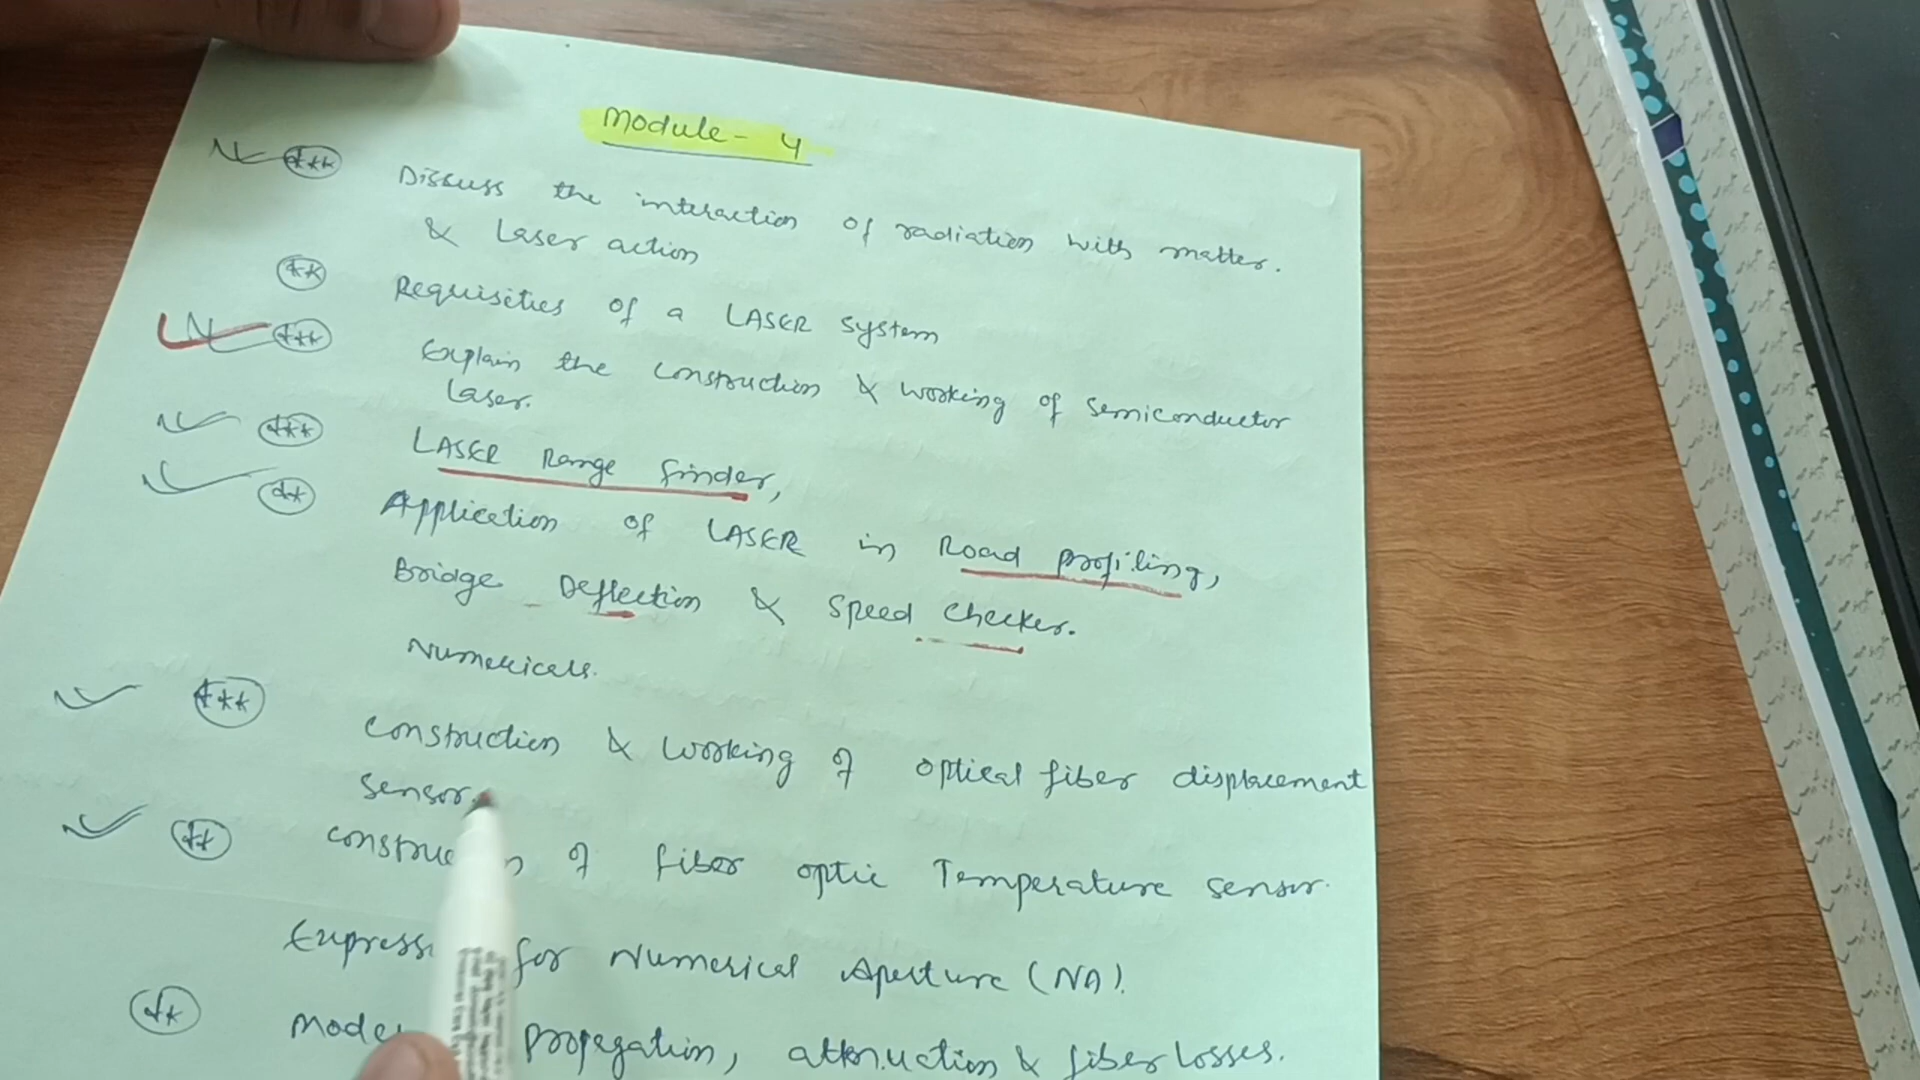 Module - 4
*** Discuss the interaction of radiation with matter.
& Laser action
** Requisities of a LASER system
*** Explain the construction & working of semiconductor
laser.
*** LASER Range finder,
** Application of LASER in Road profiling,
Bridge Deflection & Speed checker.
Numericals.
*** construction & working of optical fiber displacement
sensor.
** of fiber optic Temperature sensor.
for Numerical Aperture (NA).
** propegation, attenuation & fiber losses.